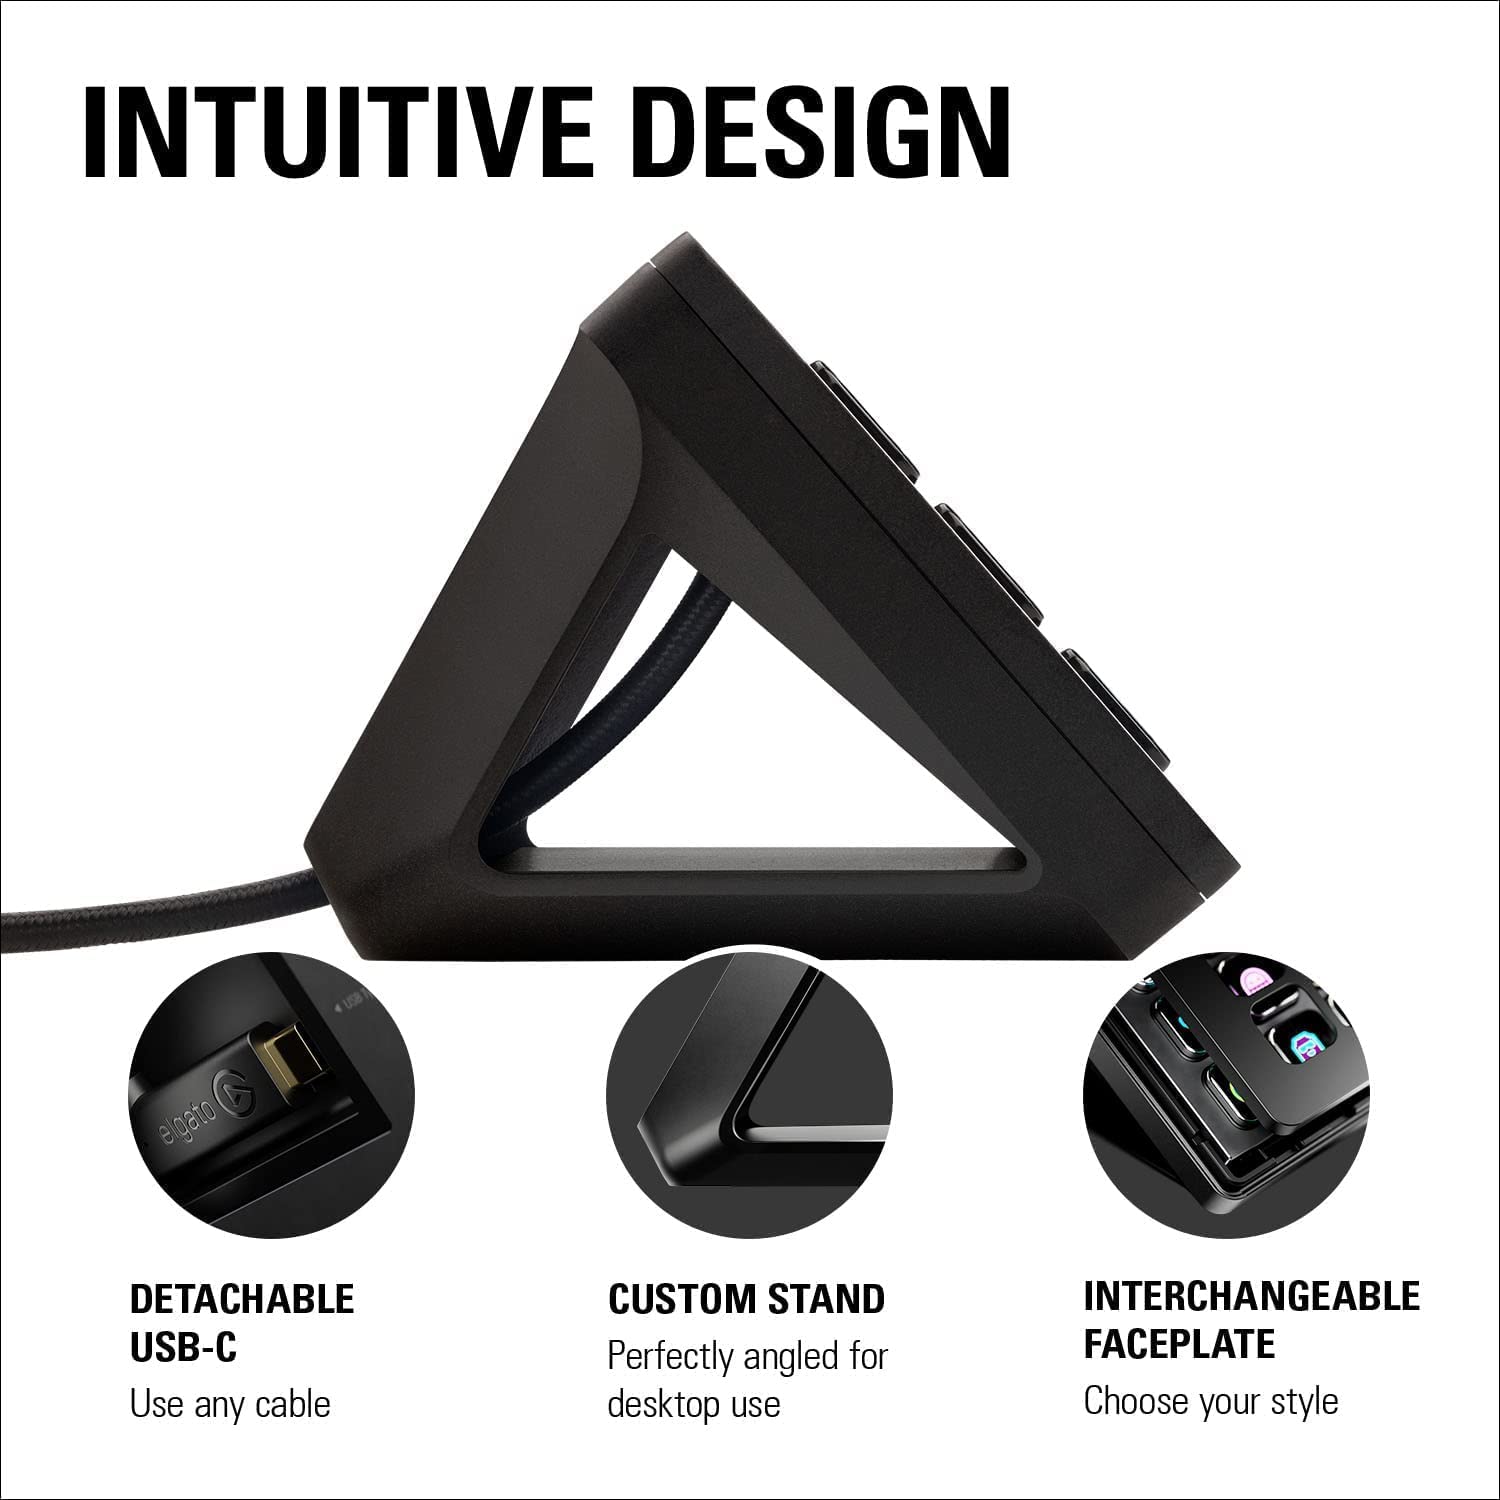 INTUITIVE DESIGN
elgato
DETACHABLE
USB-C
Use any cable
CUSTOM STAND
Perfectly angled for
desktop use
INTERCHANGEABLE
FACEPLATE
Choose your style